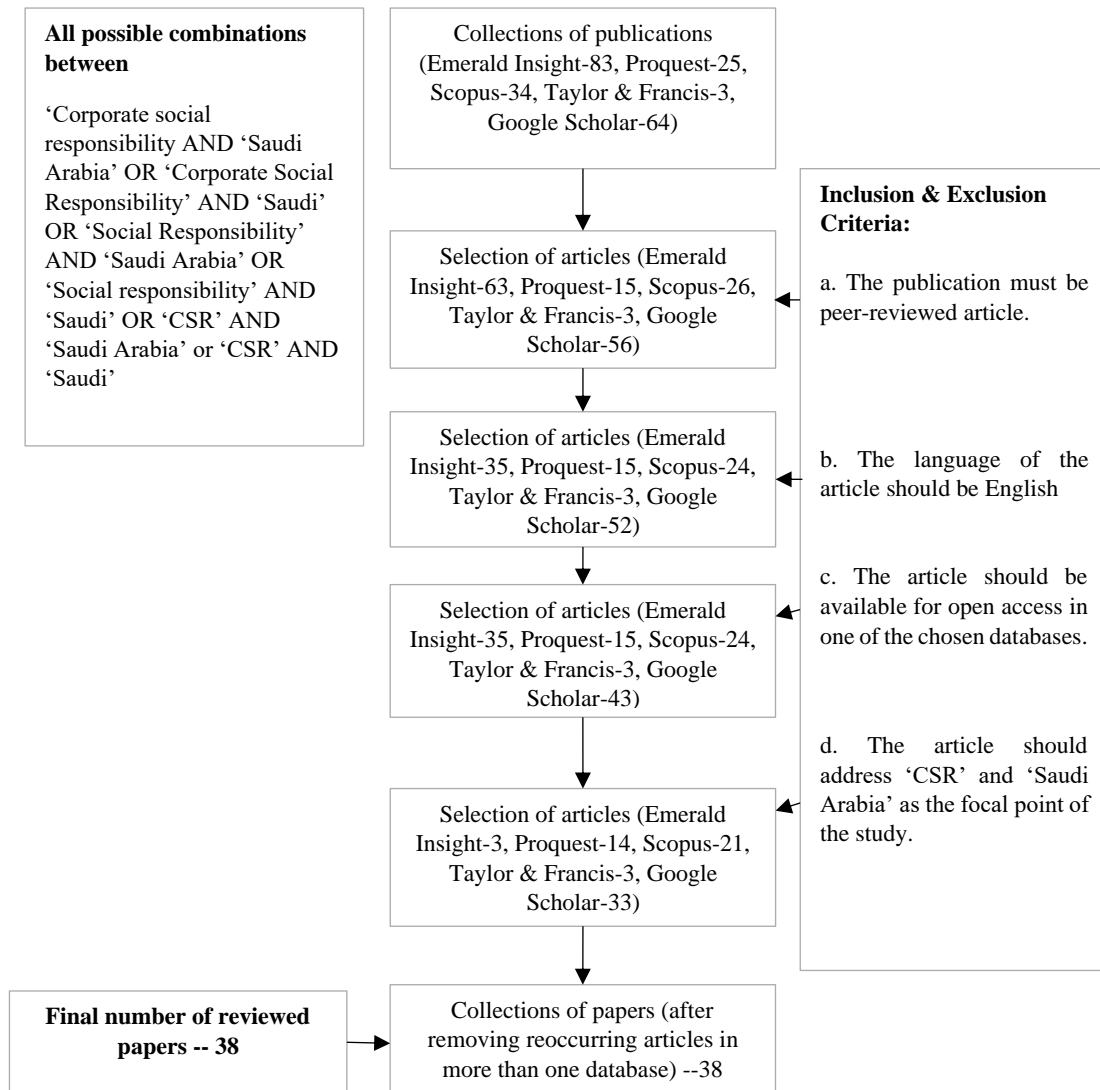 All possible combinations
between
‘Corporate social
responsibility AND ‘Saudi
Arabia’ OR ‘Corporate Social
Responsibility’ AND ‘Saudi’
OR ‘Social Responsibility’
AND ‘Saudi Arabia’ OR
‘Social responsibility’ AND
‘Saudi’ OR ‘CSR’ AND
‘Saudi Arabia’ or ‘CSR’ AND
‘Saudi’
Collections of publications
(Emerald Insight-83, Proquest-25,
Scopus-34, Taylor & Francis-3,
Google Scholar-64)
Selection of articles (Emerald
Insight-63, Proquest-15, Scopus-26,
Taylor & Francis-3, Google
Scholar-56)
Selection of articles (Emerald
Insight-35, Proquest-15, Scopus-24,
Taylor & Francis-3, Google
Scholar-52)
Selection of articles (Emerald
Insight-35, Proquest-15, Scopus-24,
Taylor & Francis-3, Google
Scholar-43)
Selection of articles (Emerald
Insight-3, Proquest-14, Scopus-21,
Taylor & Francis-3, Google
Scholar-33)
Inclusion & Exclusion
Criteria:
a. The publication must be
peer-reviewed article.
b. The language of the
article should be English
c. The article should be
available for open access in
one of the chosen databases.
d. The article should
address ‘CSR’ and ‘Saudi
Arabia’ as the focal point of
the study.
Final number of reviewed
papers -- 38
Collections of papers (after
removing reoccurring articles in
more than one database) --38